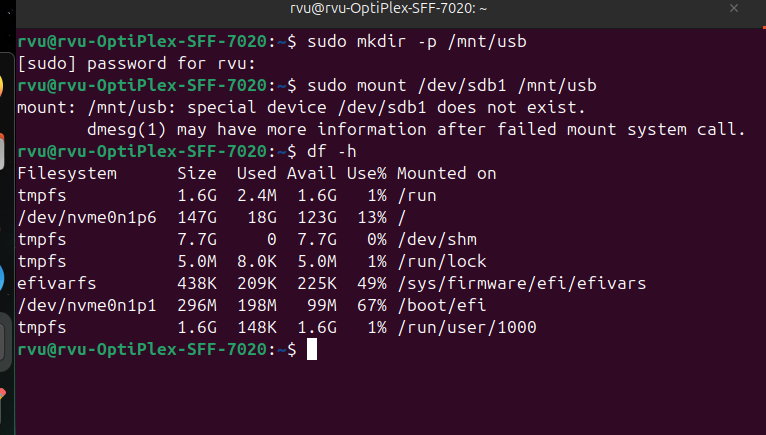 rvu@rvu-OptiPlex-SFF-7020: ~
rvu@rvu-OptiPlex-SFF-7020:~$ sudo mkdir -p /mnt/usb
[sudo] password for rvu:
rvu@rvu-OptiPlex-SFF-7020:~$ sudo mount /dev/sdb1 /mnt/usb
mount: /mnt/usb: special device /dev/sdb1 does not exist.
       dmesg(1) may have more information after failed mount system call.
rvu@rvu-OptiPlex-SFF-7020:~$ df -h
Filesystem      Size  Used Avail Use% Mounted on
tmpfs           1.6G  2.4M  1.6G   1% /run
/dev/nvme0n1p6  147G   18G  123G  13% /
tmpfs           7.7G     0  7.7G   0% /dev/shm
tmpfs           5.0M  8.0K  5.0M   1% /run/lock
efivarfs        438K  209K  225K  49% /sys/firmware/efi/efivars
/dev/nvme0n1p1  296M  198M   99M  67% /boot/efi
tmpfs           1.6G  148K  1.6G   1% /run/user/1000
rvu@rvu-OptiPlex-SFF-7020:~$